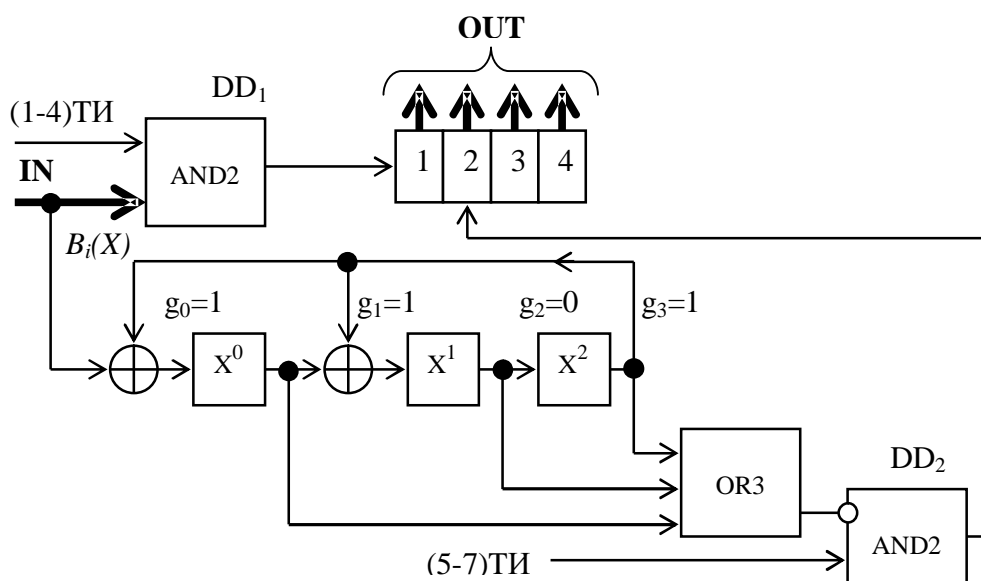 OUT
DD₁
(1-4)ТИ
AND2
1 2 3 4
IN
Bᵢ(X)
g₀=1 g₁=1 g₂=0 g₃=1
X⁰ X¹ X²
OR3
DD₂
AND2
(5-7)ТИ